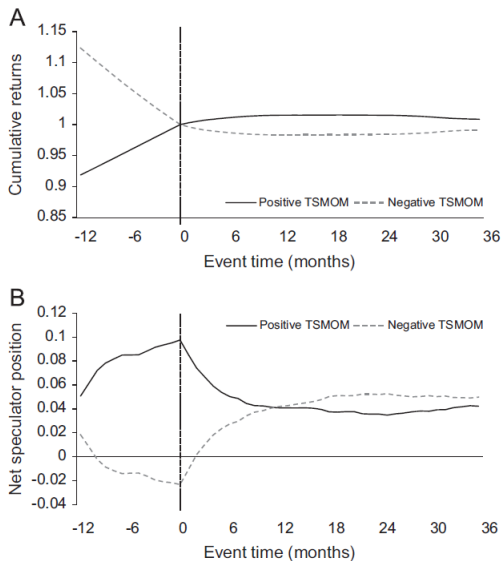 A
1.15
1.1
1.05
1
0.95
0.9
0.85
Cumulative returns
Positive TSMOM Negative TSMOM
-12 -6 0 6 12 18 24 30 36
Event time (months)
B
0.12
0.1
0.08
0.06
0.04
0.02
0
-0.02
-0.04
Net speculator position
Positive TSMOM Negative TSMOM
-12 -6 0 6 12 18 24 30 36
Event time (months)